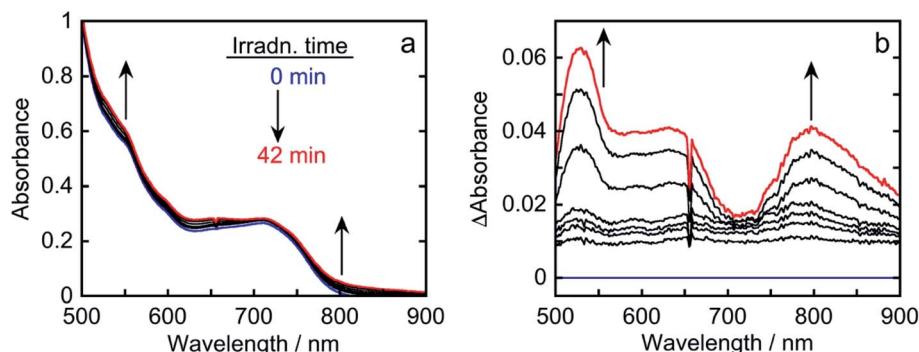 a
Irradn. time
0 min
42 min
Absorbance
1
0.8
0.6
0.4
0.2
0
500 600 700 800 900
Wavelength / nm
b
ΔAbsorbance
0.06
0.04
0.02
0
500 600 700 800 900
Wavelength / nm